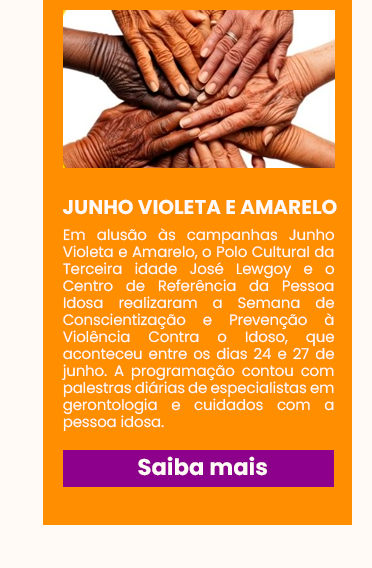 JUNHO VIOLETA E AMARELO
Em alusão às campanhas Junho
Violeta e Amarelo, o Polo Cultural da
Terceira idade José Lewgoy e o
Centro de Referência da Pessoa
Idosa realizaram a Semana de
Conscientização e Prevenção à
Violência Contra o Idoso, que
aconteceu entre os dias 24 e 27 de
junho. A programação contou com
palestras diárias de especialistas em
gerontologia e cuidados com a
pessoa idosa.
Saiba mais